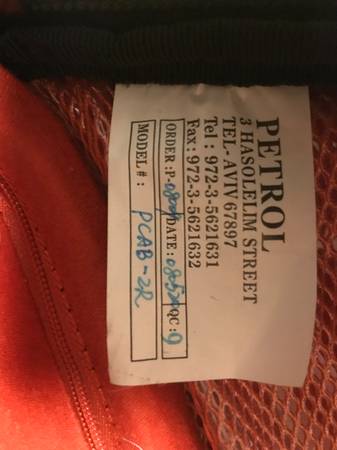 PETROL
3 HASOLELIM STREET
TEL-AVIV 67897
Tel : 972-3-5621631
Fax : 972-3-5621632
ORDER :P- DATE : QC : 9
MODEL # : PCAB-2R